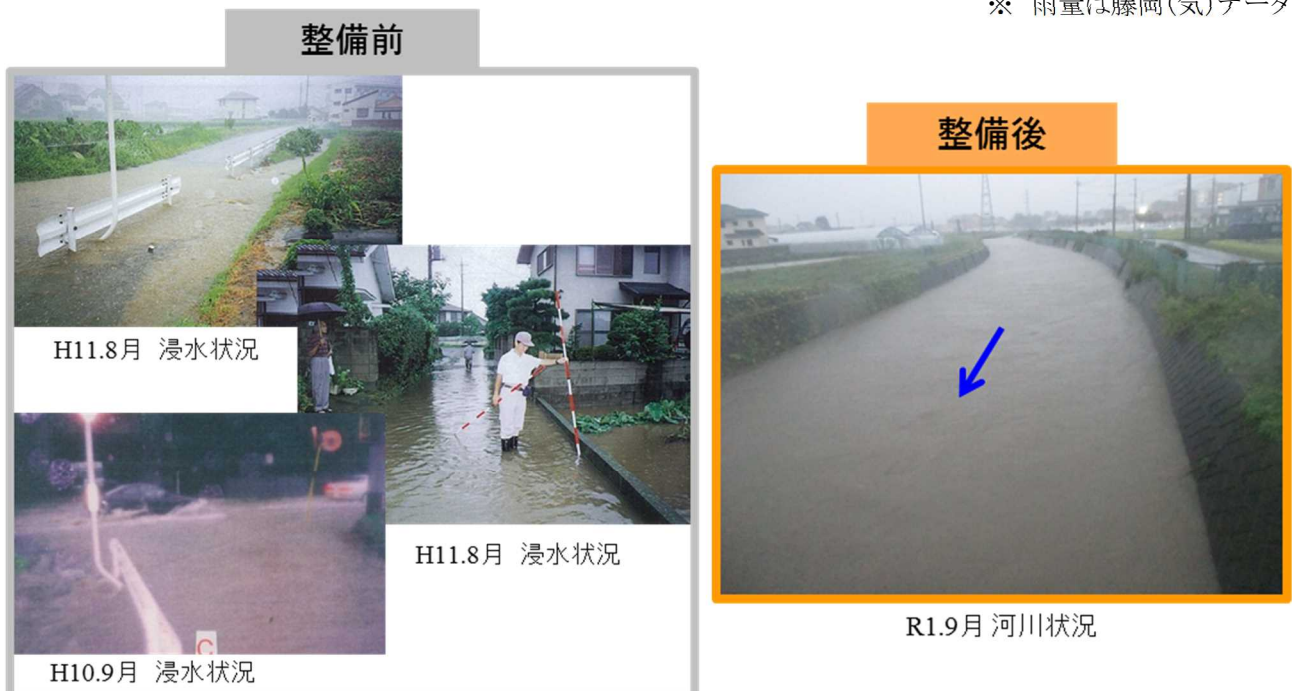 ※ 雨量は藤岡(気)データ
整備前
整備後
H11.8月 浸水状況
H11.8月 浸水状況
C
H10.9月 浸水状況
R1.9月 河川状況